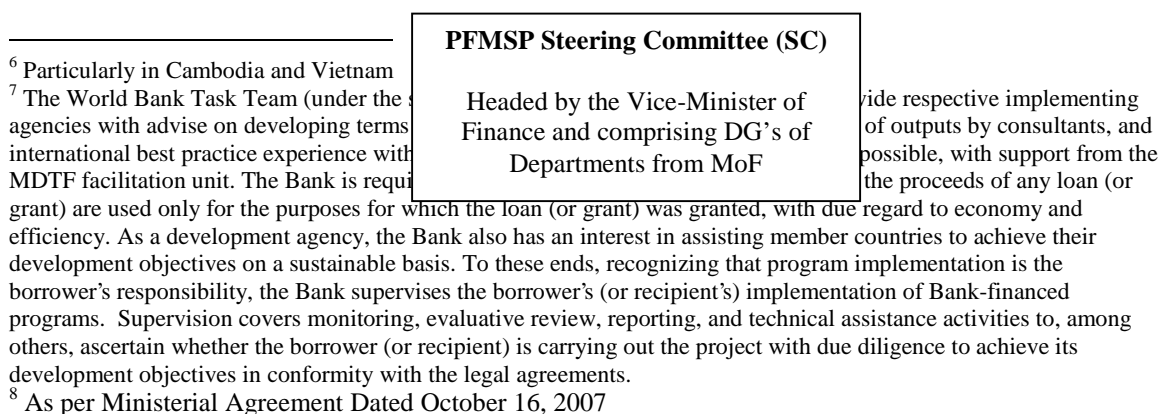 PFMSP Steering Committee (SC)
Headed by the Vice-Minister of
Finance and comprising DG's of
Departments from MoF
6 Particularly in Cambodia and Vietnam
7 The World Bank Task Team (under the vide respective implementing
agencies with advise on developing terms of outputs by consultants, and
international best practice experience with possible, with support from the
MDTF facilitation unit. The Bank is requi the proceeds of any loan (or
grant) are used only for the purposes for which the loan (or grant) was granted, with due regard to economy and
efficiency. As a development agency, the Bank also has an interest in assisting member countries to achieve their
development objectives on a sustainable basis. To these ends, recognizing that program implementation is the
borrower's responsibility, the Bank supervises the borrower's (or recipient's) implementation of Bank-financed
programs. Supervision covers monitoring, evaluative review, reporting, and technical assistance activities to, among
others, ascertain whether the borrower (or recipient) is carrying out the project with due diligence to achieve its
development objectives in conformity with the legal agreements.
8 As per Ministerial Agreement Dated October 16, 2007